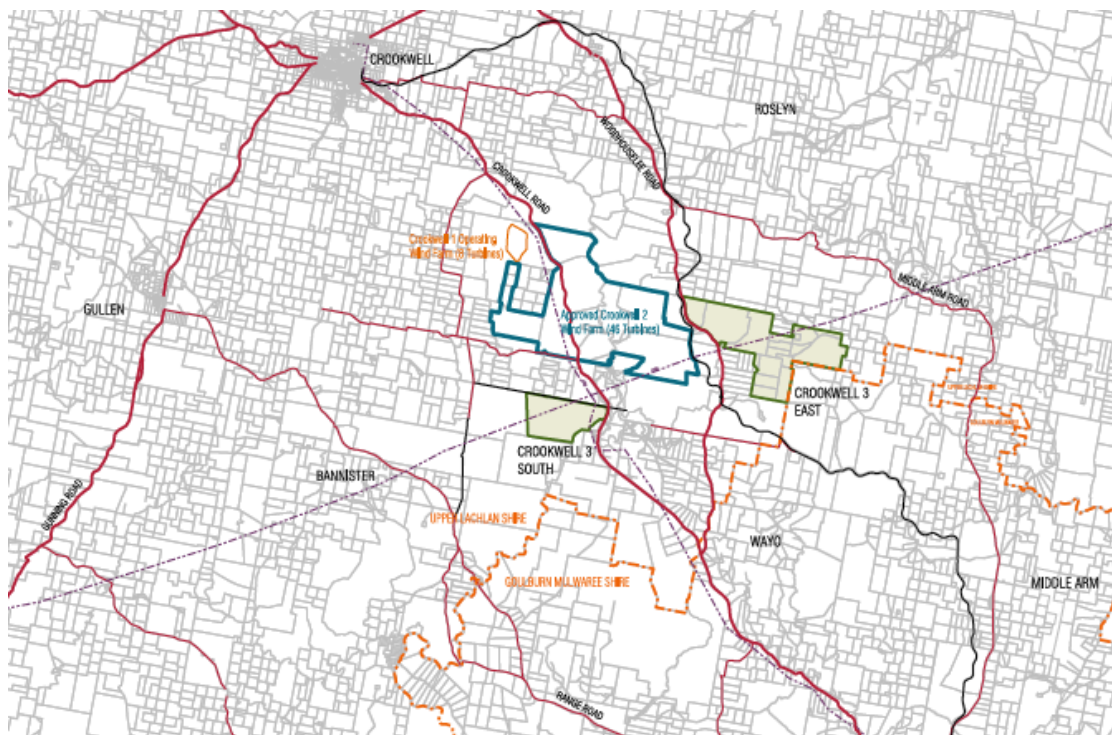 CROOKWELL
ROSLYN
WOODHOUSELEE ROAD
CROOKWELL ROAD
Crookwell 1 Operating
Wind Farm (8 Turbines)
MIDDLE ARM ROAD
GULLEN
Approved Crookwell 2
Wind Farm (46 Turbines)
CROOKWELL 3
EAST
CROOKWELL 3
SOUTH
BANNISTER
GUNNING ROAD
UPPER LACHLAN SHIRE
WAYO
GOULBURN MULWAREE SHIRE
MIDDLE ARM
RANGE ROAD